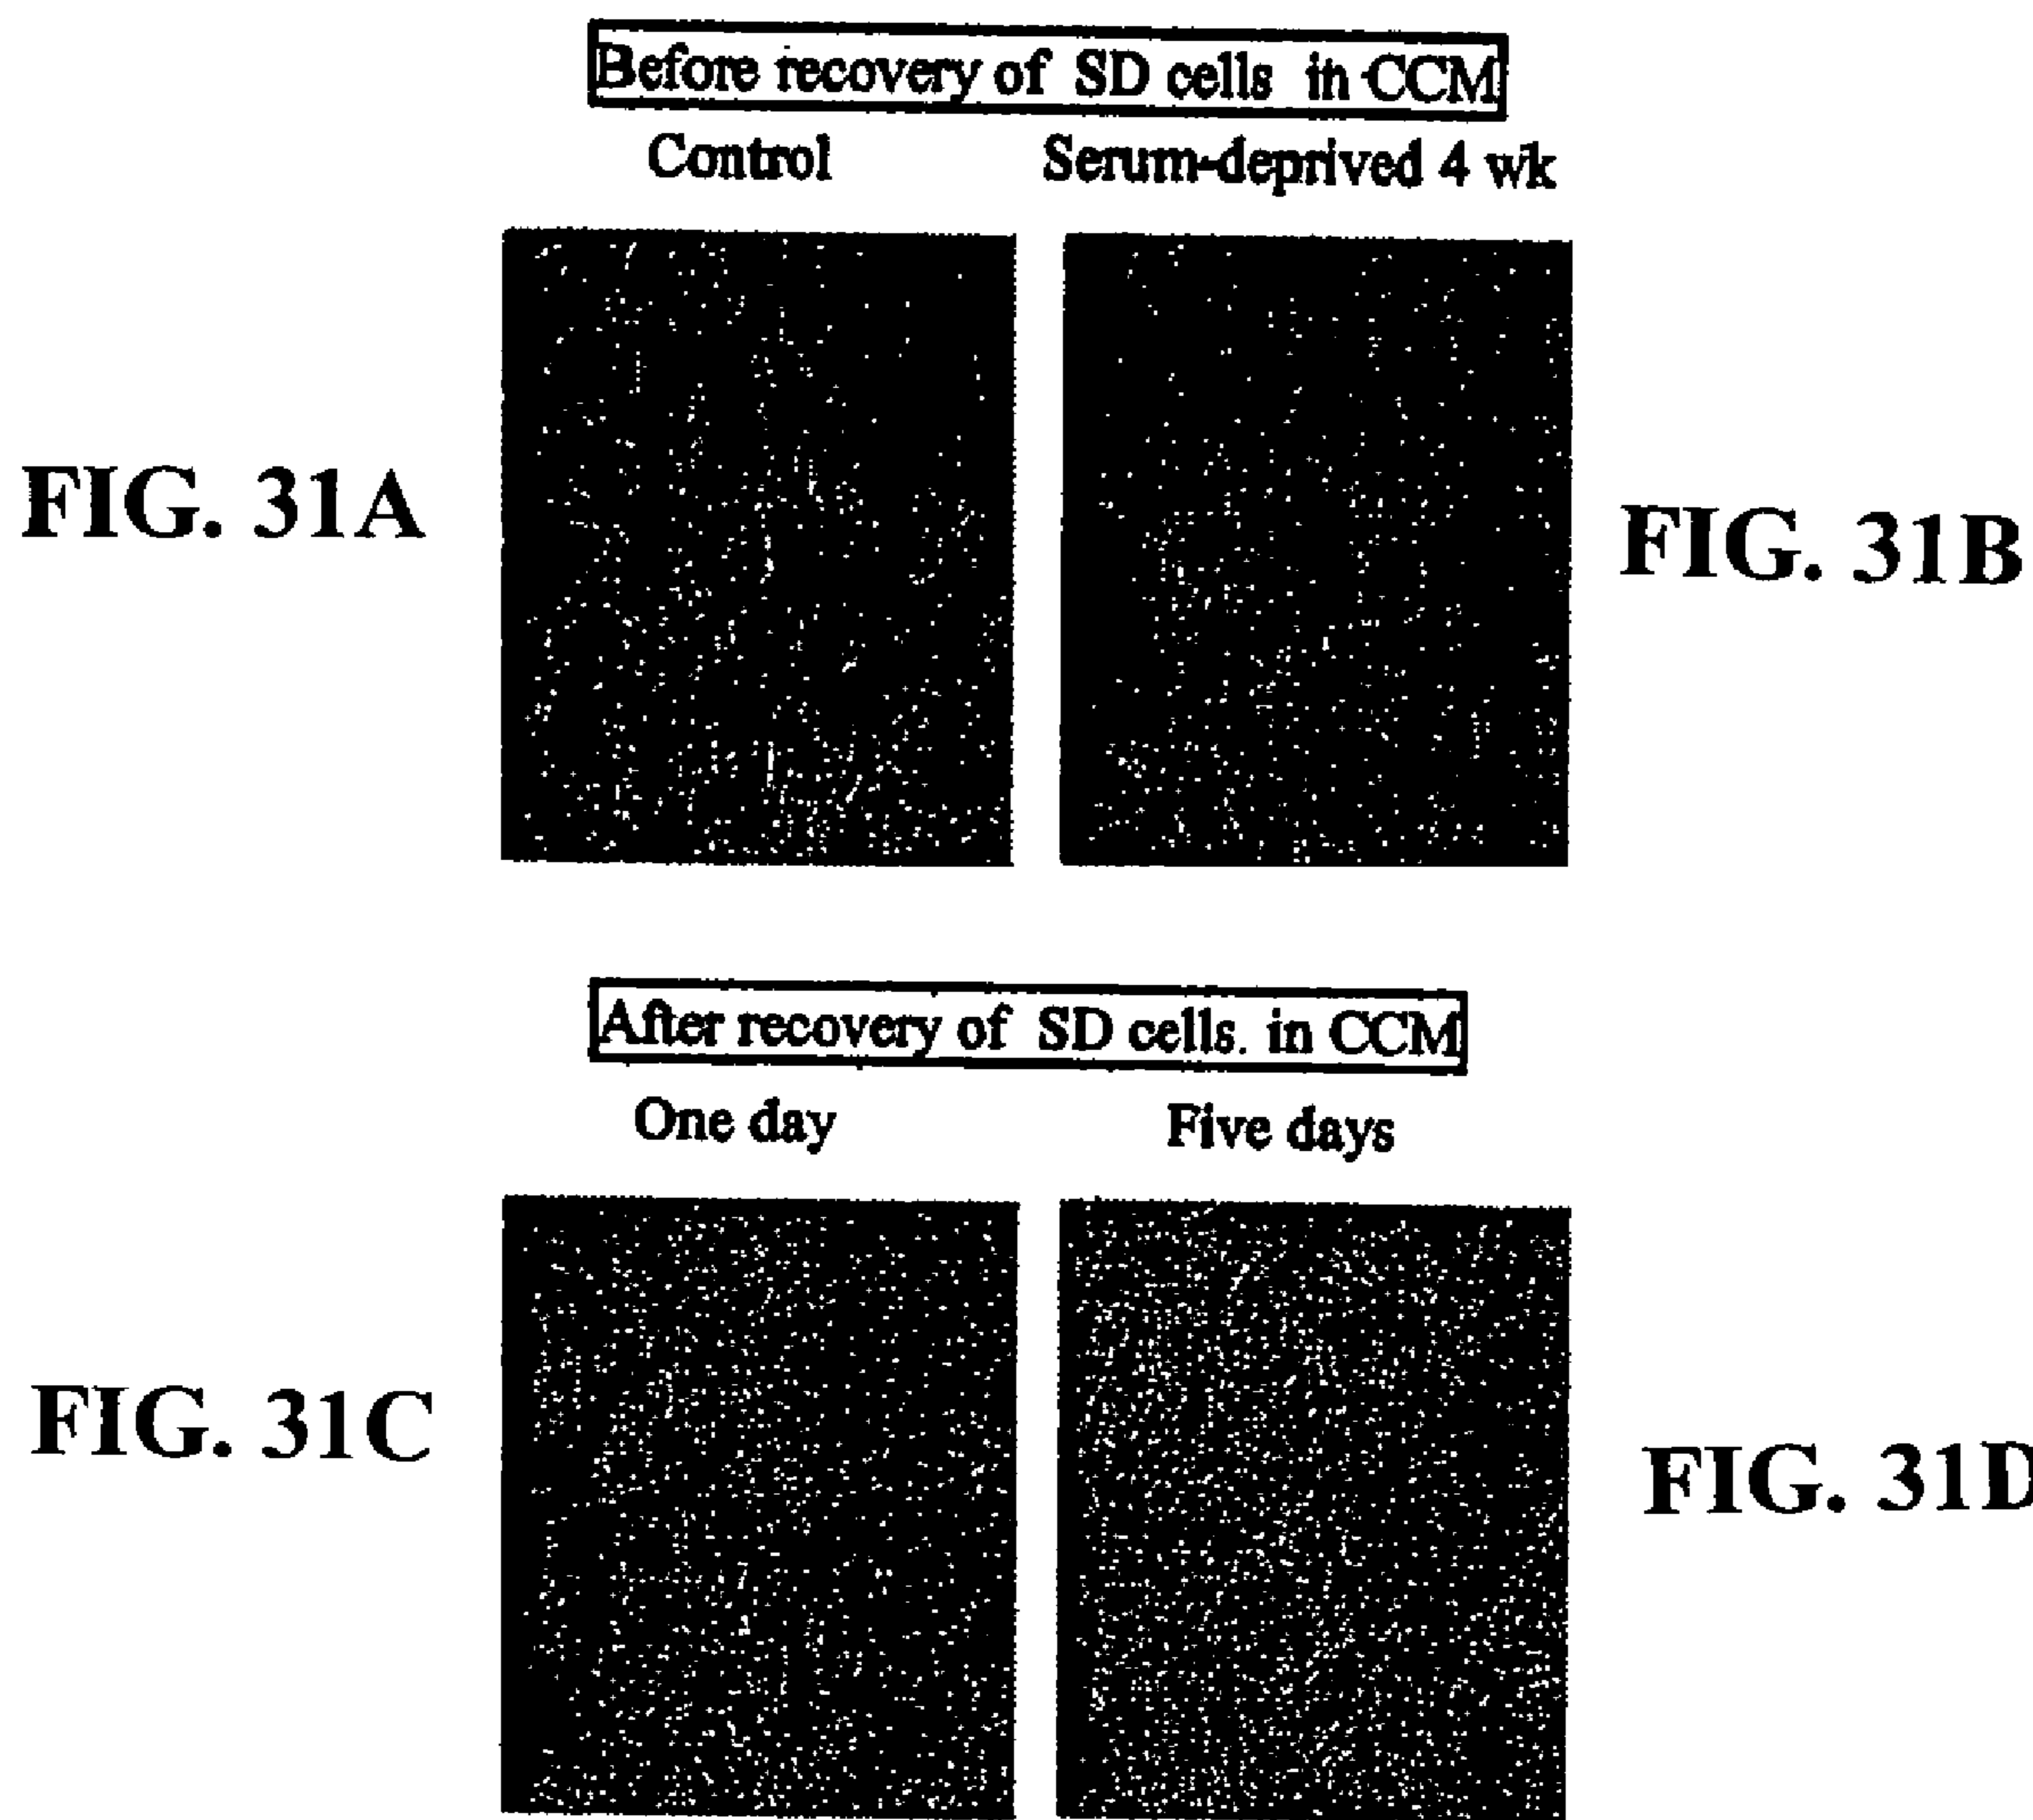 Before recovery of SD cells in CCM
Control
Serum-deprived 4 wk
FIG. 31A
FIG. 31B
After recovery of SD cells. in CCM
One day
Five days
FIG. 31C
FIG. 31D